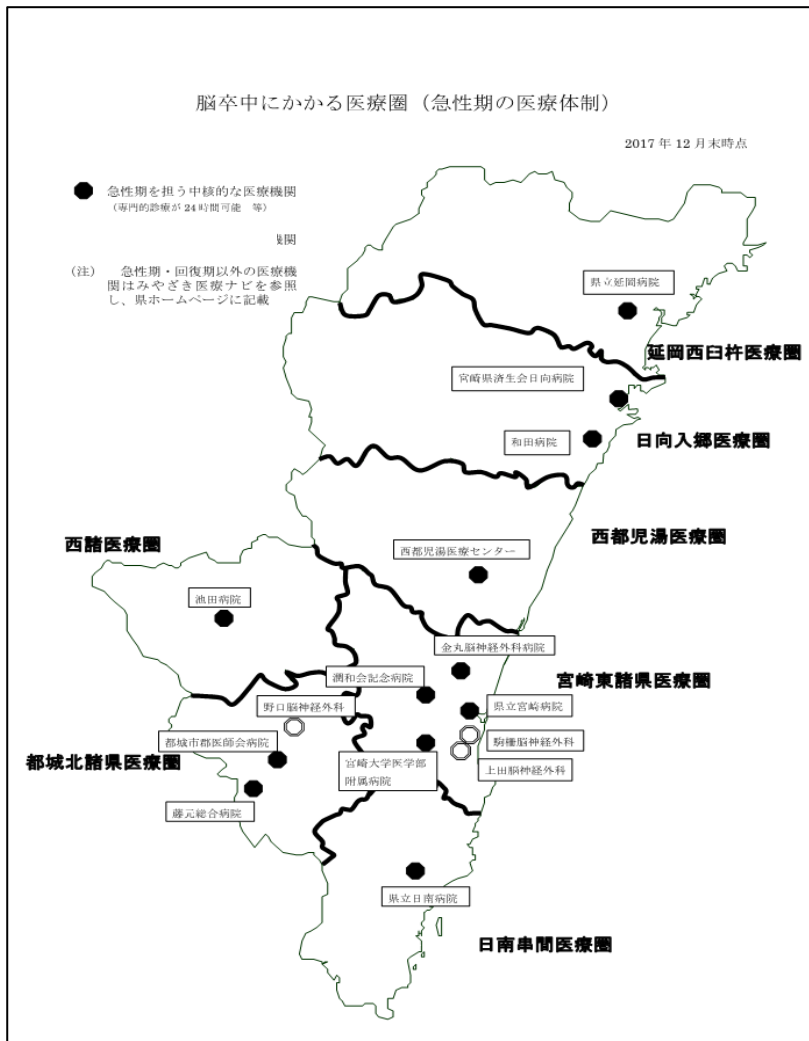 脳卒中にかかる医療圏（急性期の医療体制）
2017 年 12 月末時点
急性期を担う中核的な医療機関
（専門的診療が 24 時間可能 等）
機関
（注） 急性期・回復期以外の医療機
関はみやざき医療ナビを参照
し、県ホームページに記載
県立延岡病院
延岡西臼杵医療圏
宮崎県済生会日向病院
和田病院
日向入郷医療圏
西都児湯医療圏
西諸医療圏
西都児湯医療センター
池田病院
金丸脳神経外科病院
潤和会記念病院
宮崎東諸県医療圏
野口脳神経外科
県立宮崎病院
都城市郡医師会病院
駒柵脳神経外科
都城北諸県医療圏
宮崎大学医学部
附属病院
上田脳神経外科
藤元総合病院
県立日南病院
日南串間医療圏